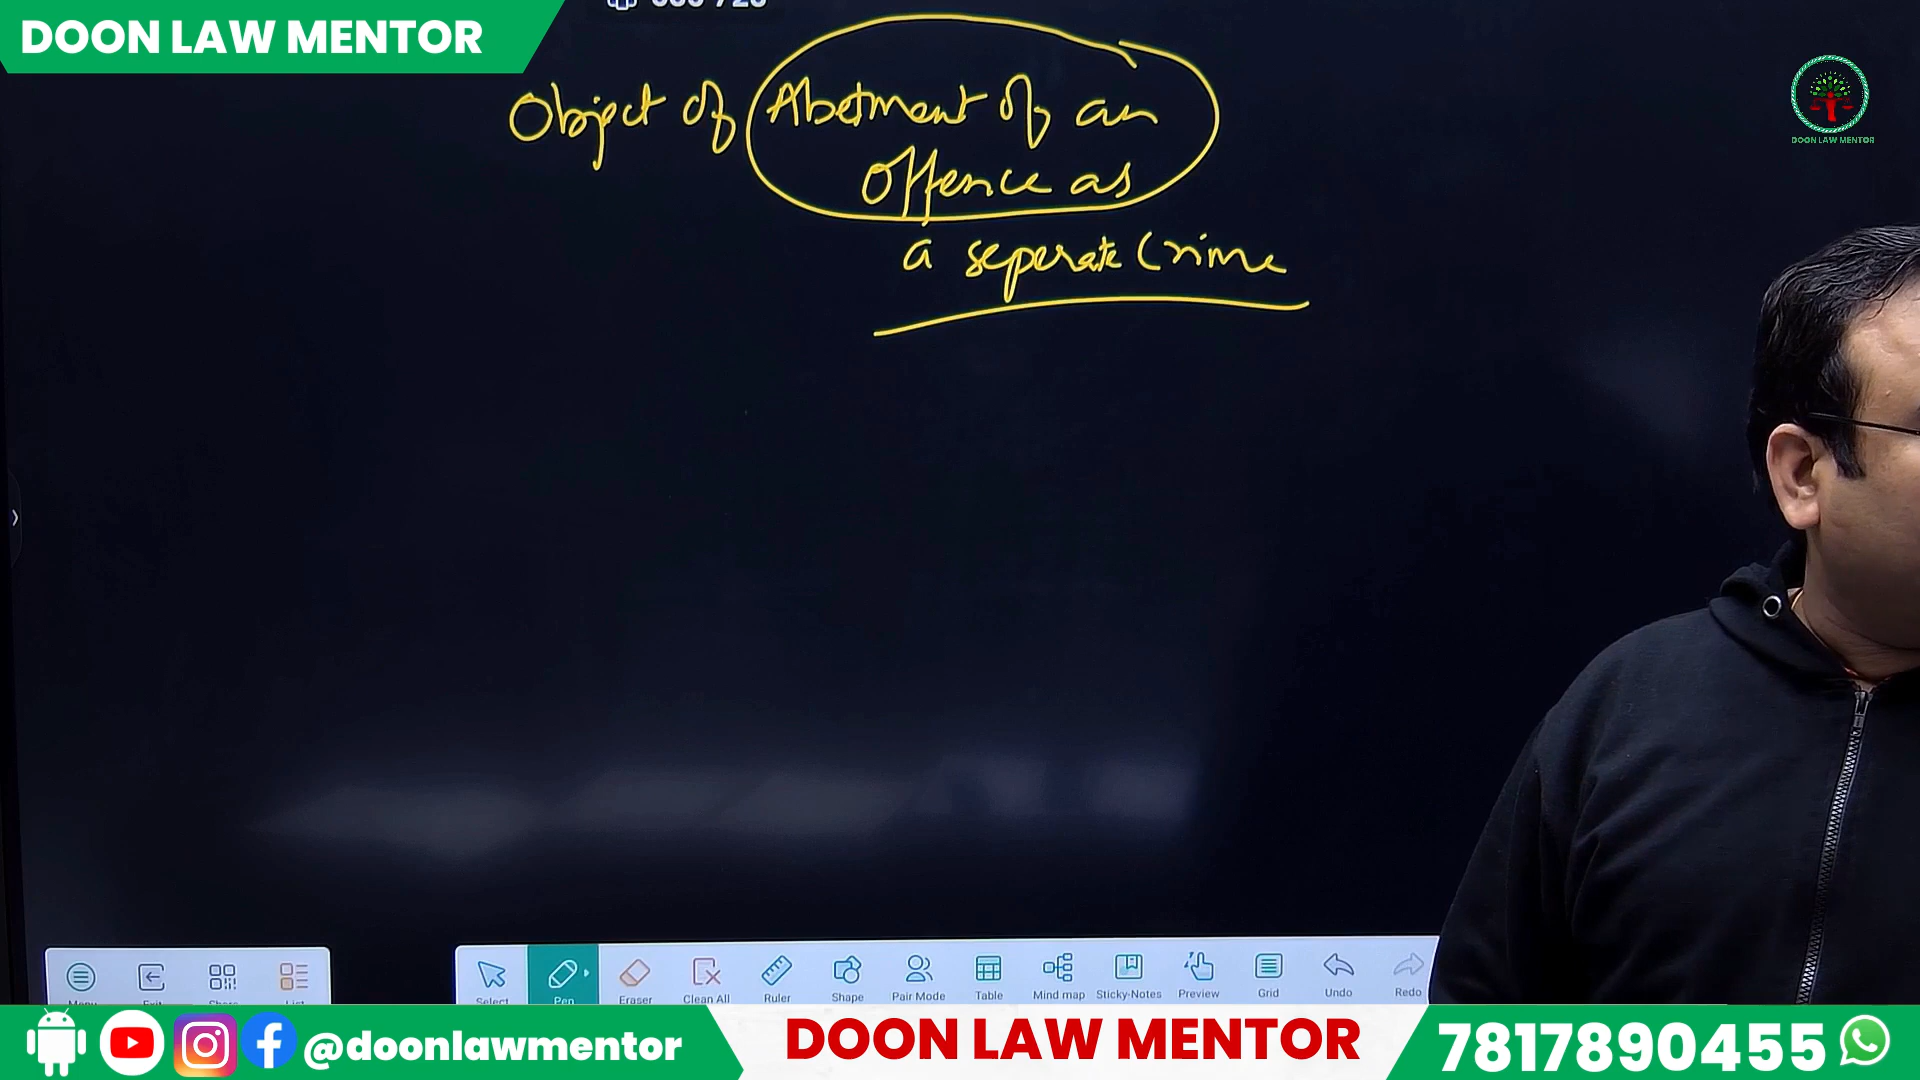 DOON LAW MENTOR
Object of Abetment of an
Offence as
a seperate Crime
DOON LAW MENTOR
Select
Pen
Eraser
Clean All
Ruler
Shape
Pair Mode
Table
Mind map
Sticky-Notes
Preview
Grid
Undo
Redo
@doonlawmentor
DOON LAW MENTOR
7817890455